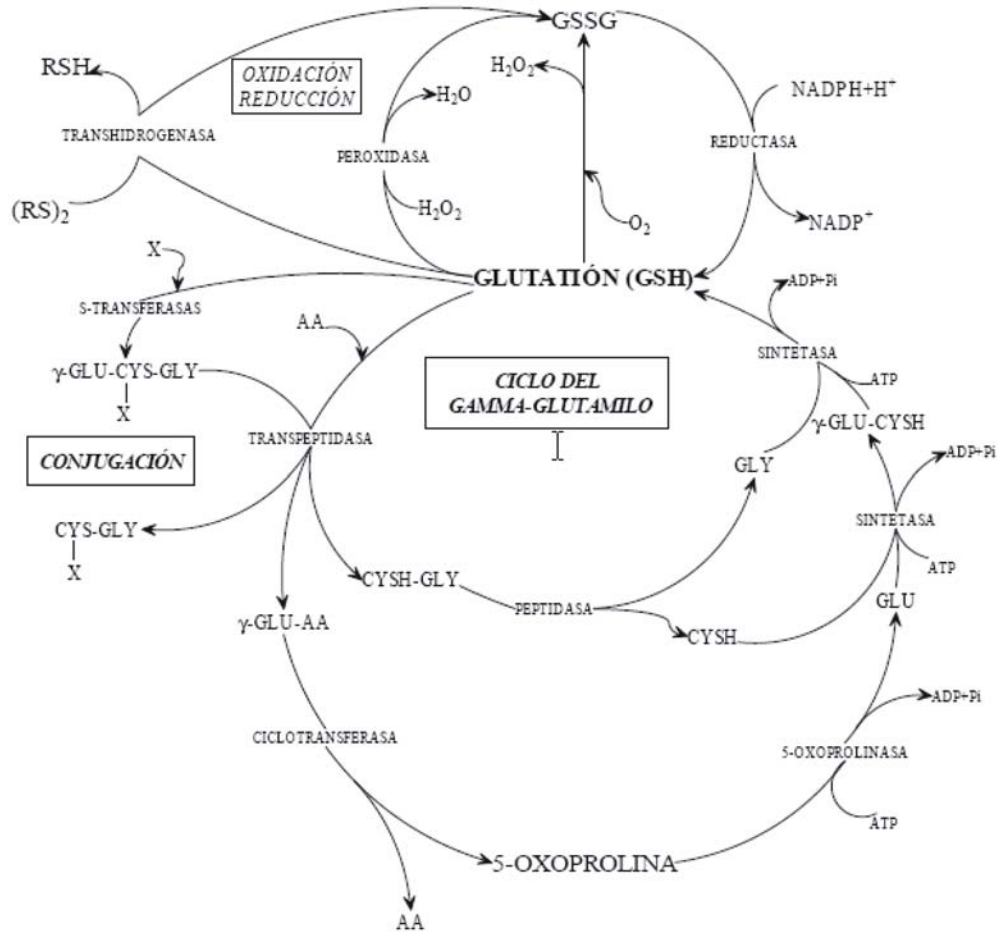 GSSG
RSH
OXIDACIÓN
REDUCCIÓN
H₂O₂
H₂O
NADPH+H⁺
TRANSHIDROGENASA
PEROXIDASA
REDUCTASA
(RS)2
H₂O₂
O₂
NADP⁺
X
GLUTATIÓN (GSH)
ADP+Pi
S-TRANSFERASAS
AA
SINTETASA
γ-GLU-CYS-GLY
X
CICLO DEL
GAMMA-GLUTAMILO
ATP
γ-GLU-CYSH
TRANSPEPTIDASA
CONJUGACIÓN
GLY
ADP+Pi
CYS-GLY
X
SINTETASA
ATP
CYSH-GLY
PEPTIDASA
GLU
γ-GLU-AA
CYSH
ADP+Pi
CICLOTRANSFERASA
5-OXOPROLINASA
ATP
5-OXOPROLINA
AA